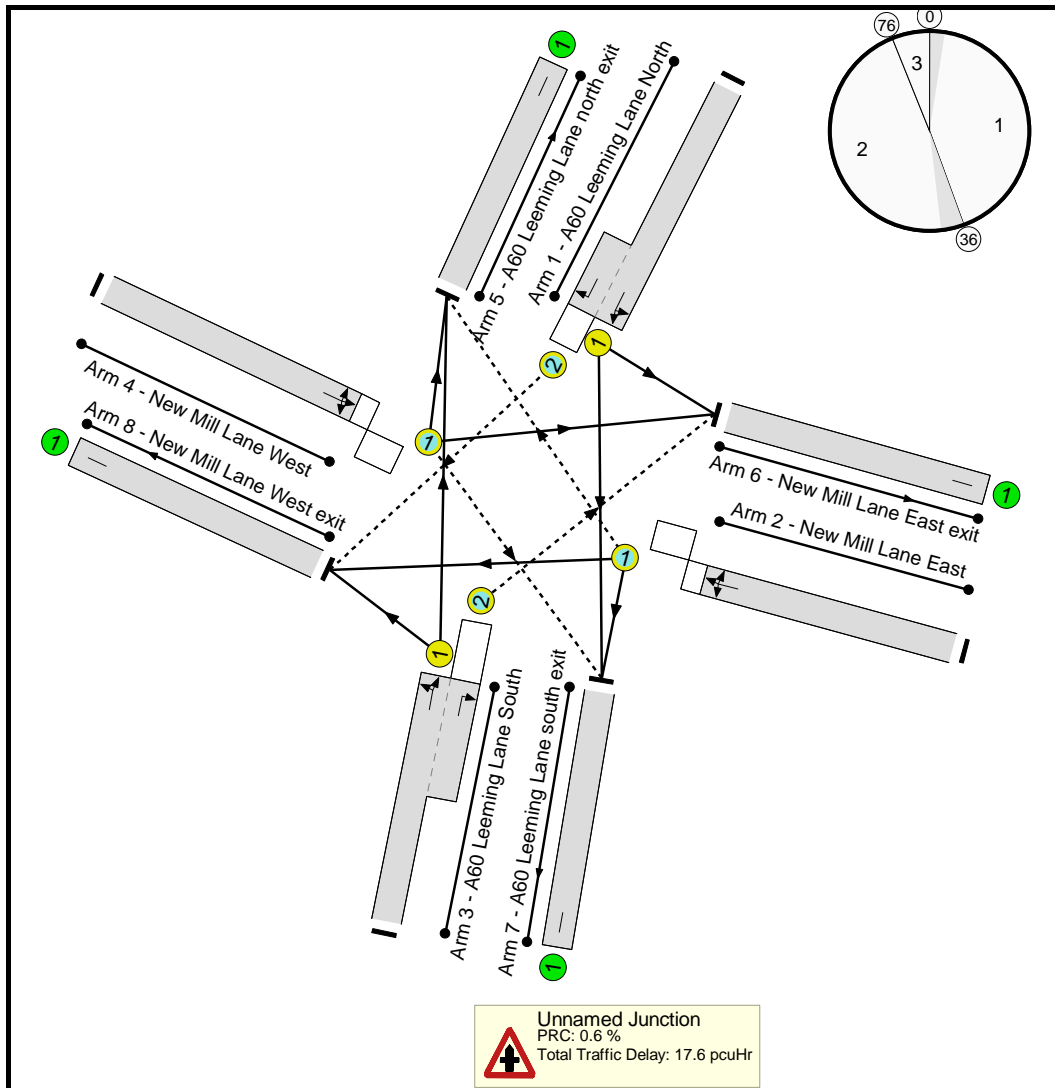 0
76
3
1
2
36
1
Arm 5 - A60 Leeming Lane north exit
Arm 1 - A60 Leeming Lane North
1
2
Arm 4 - New Mill Lane West
Arm 8 - New Mill Lane West exit
1
1
Arm 6 - New Mill Lane East exit
1
Arm 2 - New Mill Lane East
1
2
1
Arm 3 - A60 Leeming Lane South
Arm 7 - A60 Leeming Lane south exit
1
Unnamed Junction
PRC: 0.6 %
Total Traffic Delay: 17.6 pcuHr